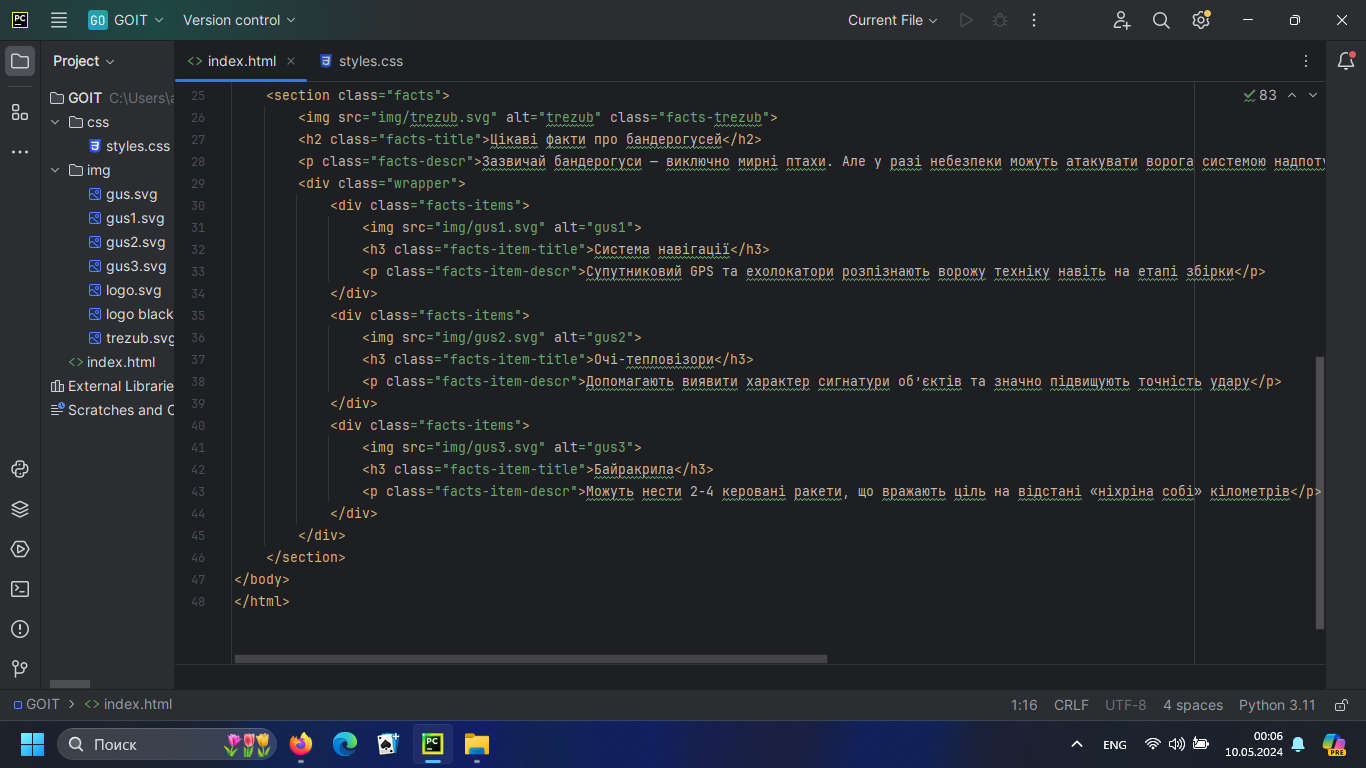 PC
GO GOIT Version control Current File
Project
index.html
styles.css
GOIT C:\Users\a
css
styles.css
img
gus.svg
gus1.svg
gus2.svg
gus3.svg
logo.svg
logo black
trezub.svg
index.html
External Librarie
Scratches and C
83
25 <section class="facts">
26 <img src="img/trezub.svg" alt="trezub" class="facts-trezub">
27 <h2 class="facts-title">Цікаві факти про бандерогусей</h2>
28 <p class="facts-descr">Зазвичай бандерогуси — виключно мирні птахи. Але у разі небезпеки можуть атакувати ворога системою надпоту
29 <div class="wrapper">
30 <div class="facts-items">
31 <img src="img/gus1.svg" alt="gus1">
32 <h3 class="facts-item-title">Система навігації</h3>
33 <p class="facts-item-descr">Супутниковий GPS та ехолокатори розпізнають ворожу техніку навіть на етапі збірки</p>
34 </div>
35 <div class="facts-items">
36 <img src="img/gus2.svg" alt="gus2">
37 <h3 class="facts-item-title">Очі-тепловізори</h3>
38 <p class="facts-item-descr">Допомагають виявити характер сигнатури об’єктів та значно підвищують точність удару</p>
39 </div>
40 <div class="facts-items">
41 <img src="img/gus3.svg" alt="gus3">
42 <h3 class="facts-item-title">Байракрила</h3>
43 <p class="facts-item-descr">Можуть нести 2-4 керовані ракети, що вражають ціль на відстані «ніхріна собі» кілометрів</p>
44 </div>
45 </div>
46 </section>
47 </body>
48 </html>
GOIT > index.html
1:16 CRLF UTF-8 4 spaces Python 3.11
Поиск
PC
ENG
00:06
10.05.2024
PRE